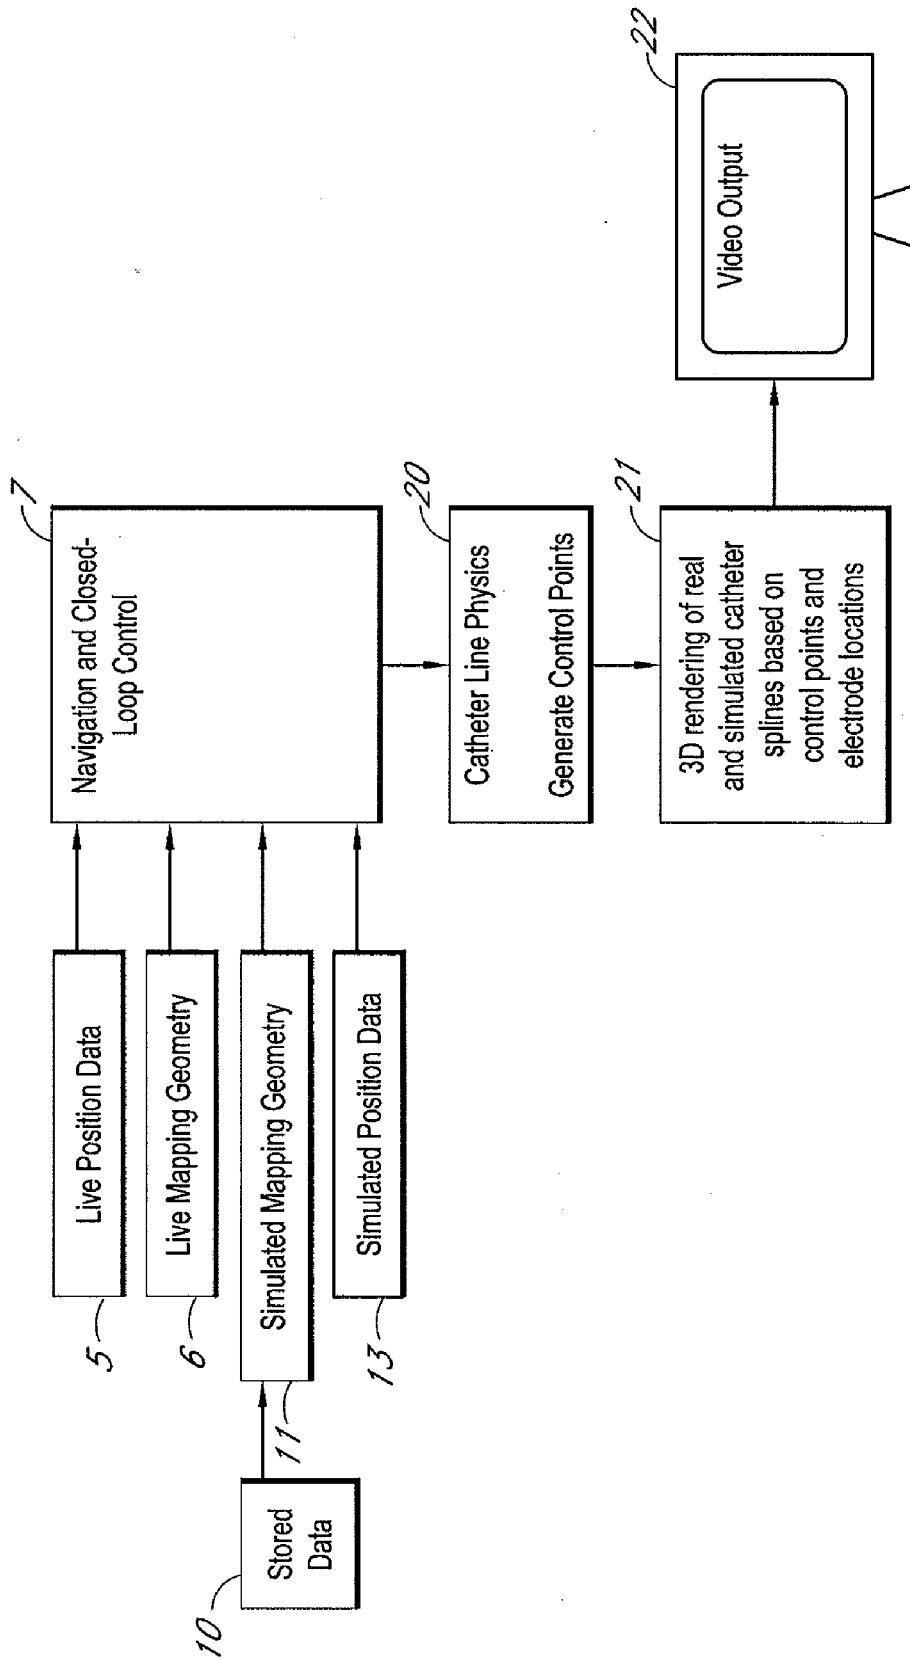 10
Stored
Data
5
Live Position Data
6
Live Mapping Geometry
11
Simulated Mapping Geometry
13
Simulated Position Data
7
Navigation and Closed-
Loop Control
20
Catheter Line Physics
Generate Control Points
21
3D rendering of real
and simulated catheter
splines based on
control points and
electrode locations
22
Video Output